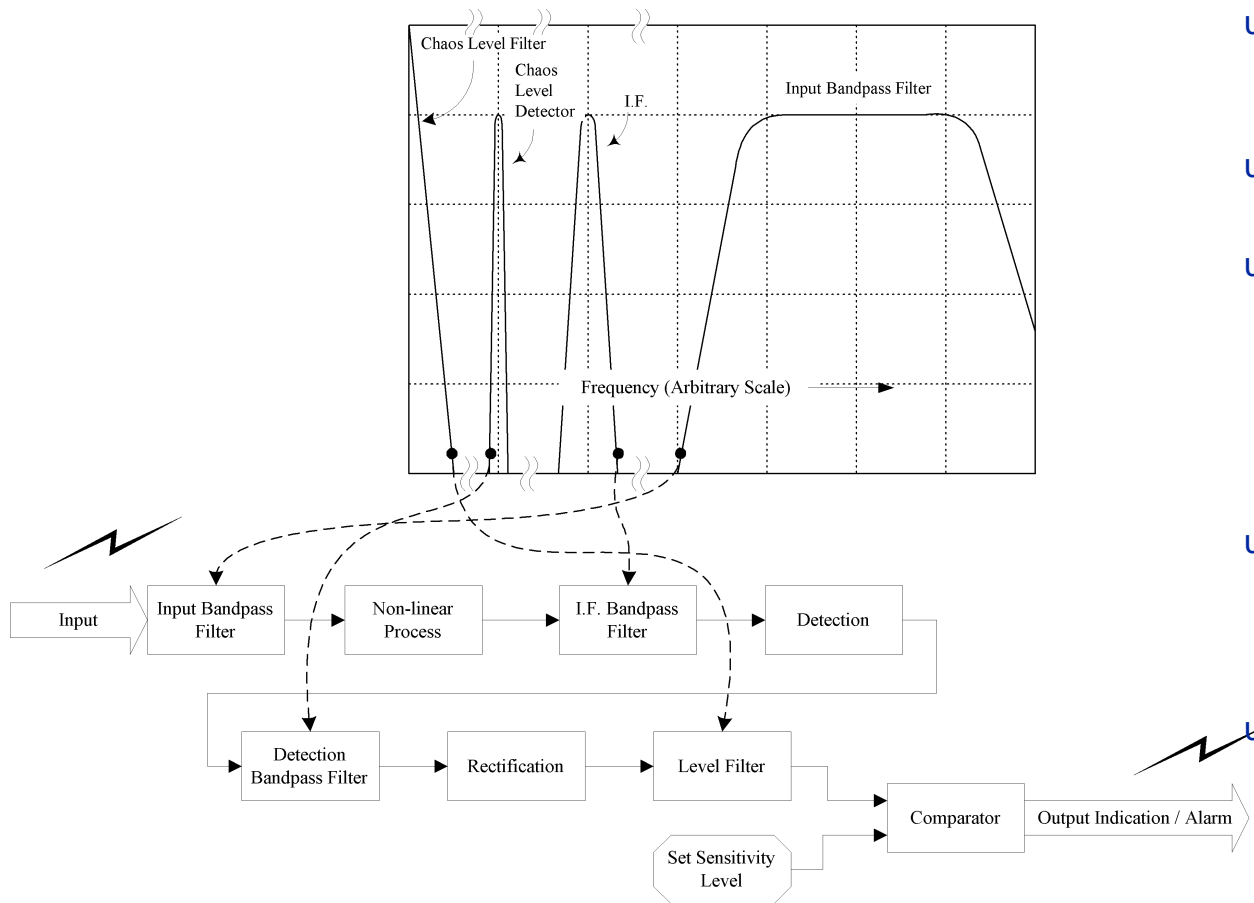 Chaos Level Filter
Chaos
Level
Detector
I.F.
Input Bandpass Filter
Frequency (Arbitrary Scale)
Input
Input Bandpass
Filter
Non-linear
Process
I.F. Bandpass
Filter
Detection
Detection
Bandpass Filter
Rectification
Level Filter
Comparator
Output Indication / Alarm
Set Sensitivity
Level